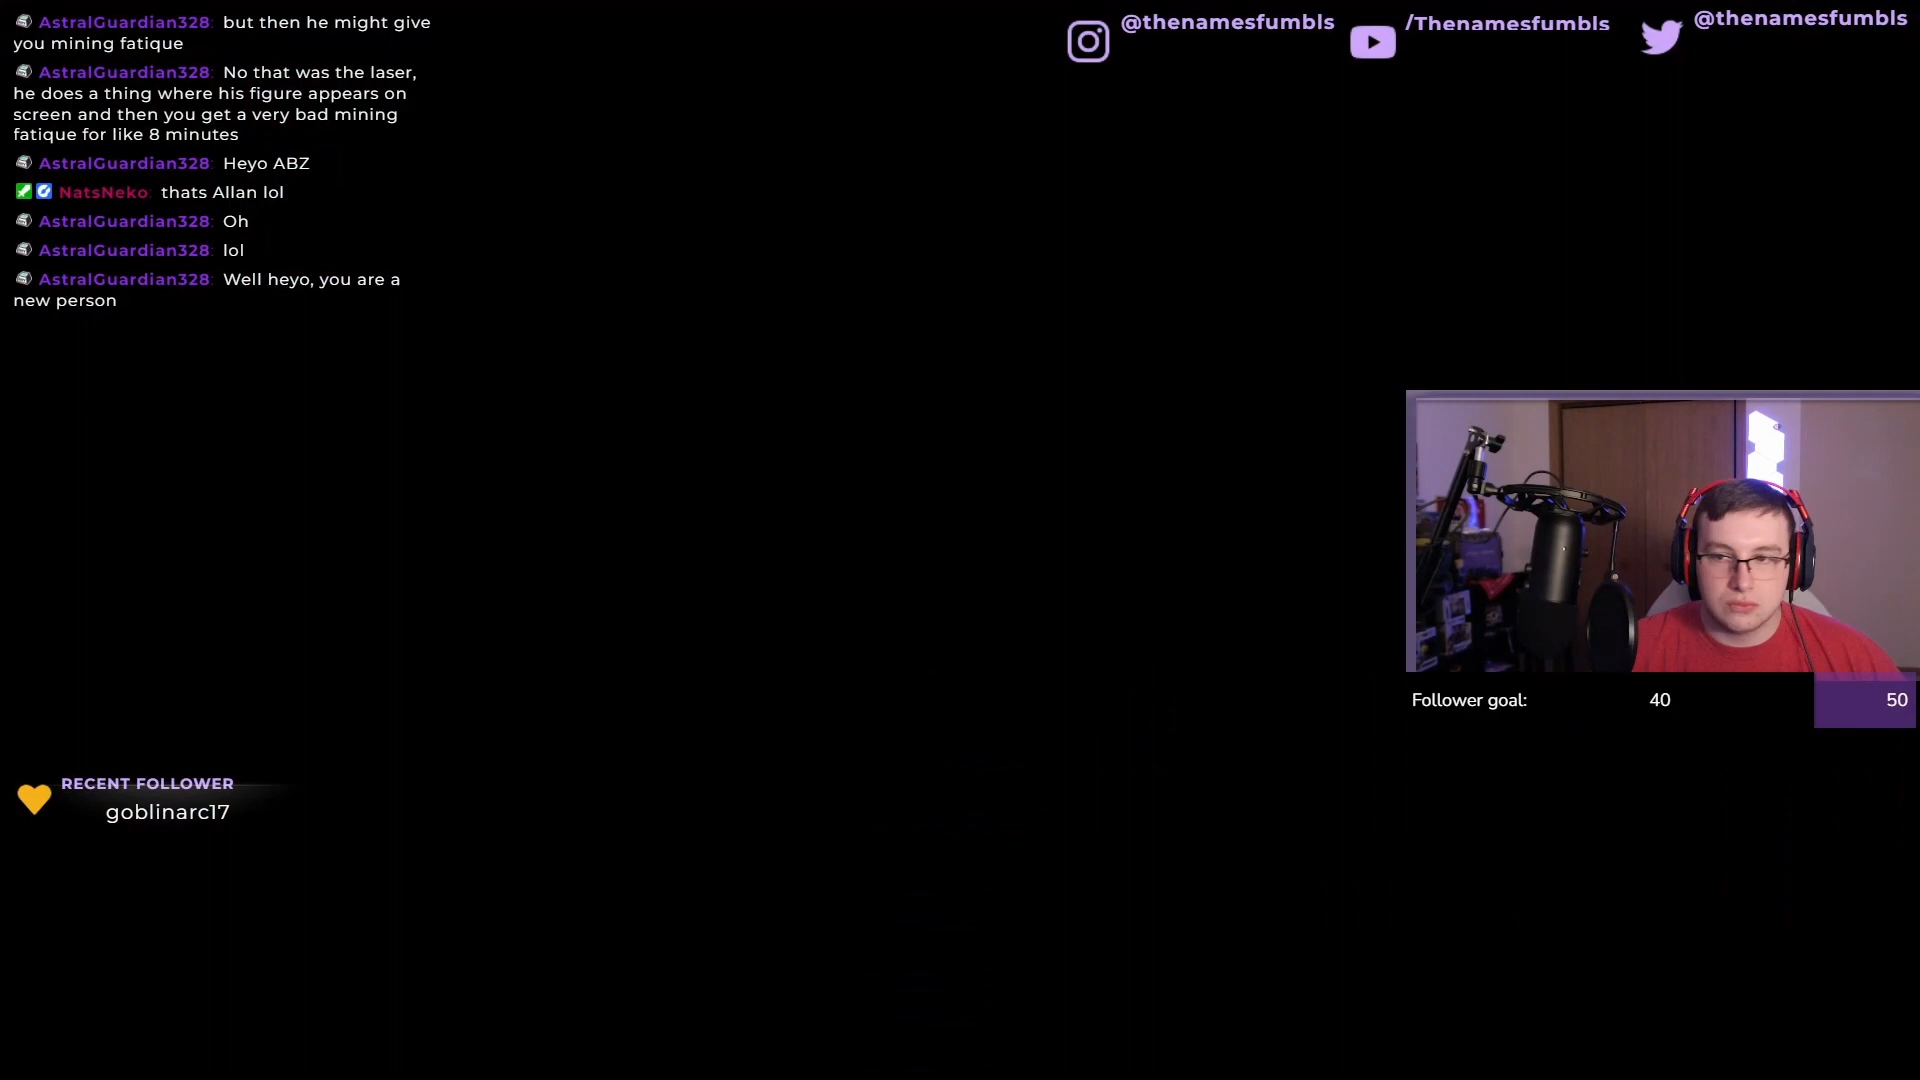 AstralGuardian328: but then he might give
you mining fatique
AstralGuardian328: No that was the laser,
he does a thing where his figure appears on
screen and then you get a very bad mining
fatique for like 8 minutes
AstralGuardian328: Heyo ABZ
NatsNeko: thats Allan lol
AstralGuardian328: Oh
AstralGuardian328: lol
AstralGuardian328: Well heyo, you are a
new person
@thenamesfumbls
/Thenamesfumbls
@thenamesfumbls
Follower goal: 40 50
RECENT FOLLOWER
goblinarc17